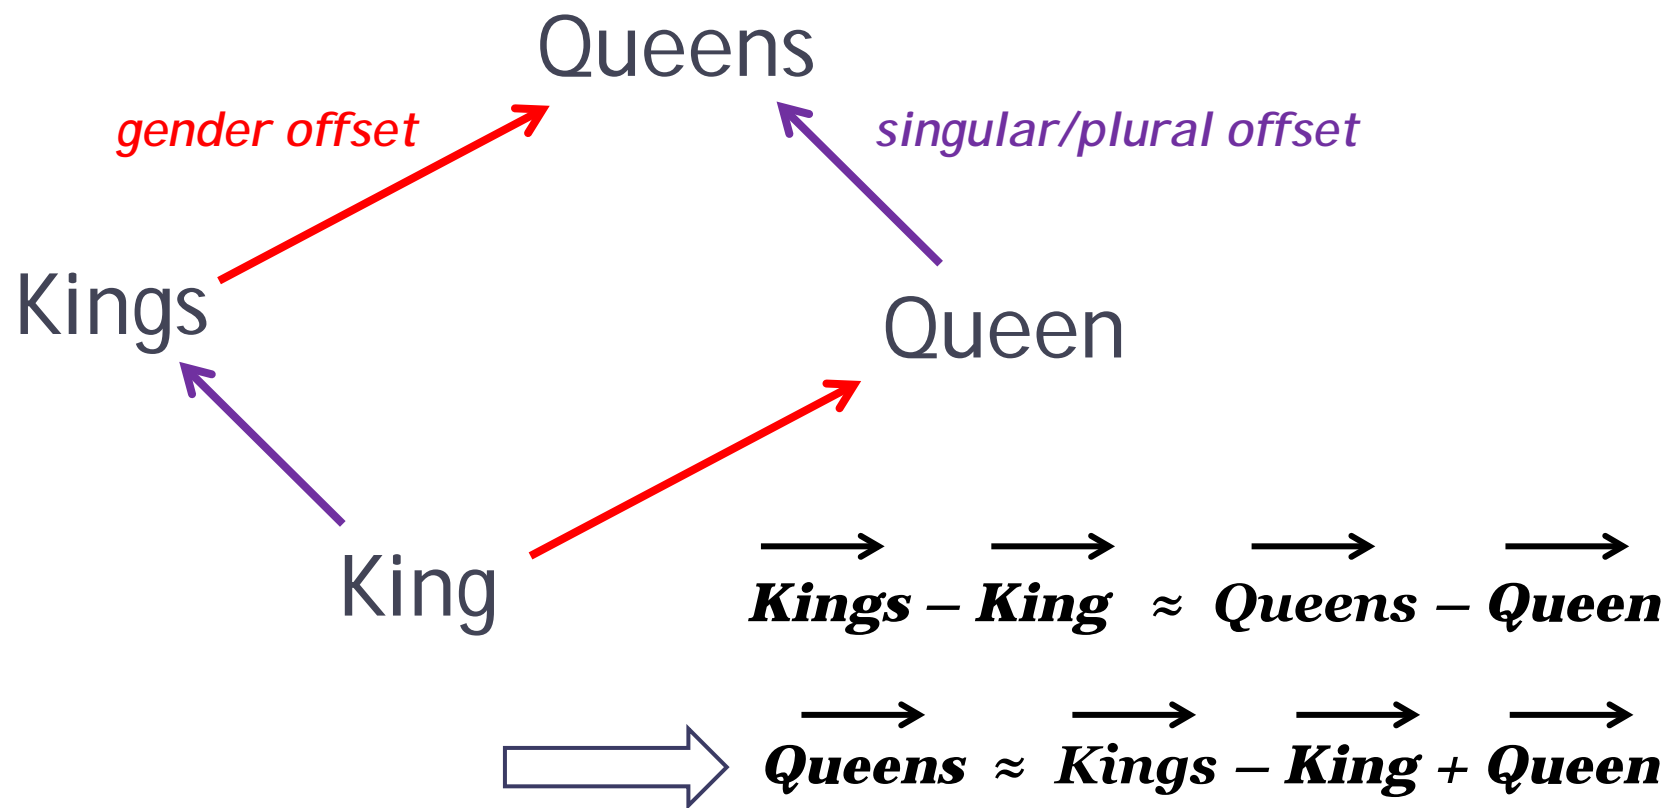 Queens
gender offset
singular/plural offset
Kings
Queen
King
Kings – King ≈ Queens – Queen
Queens ≈ Kings – King + Queen